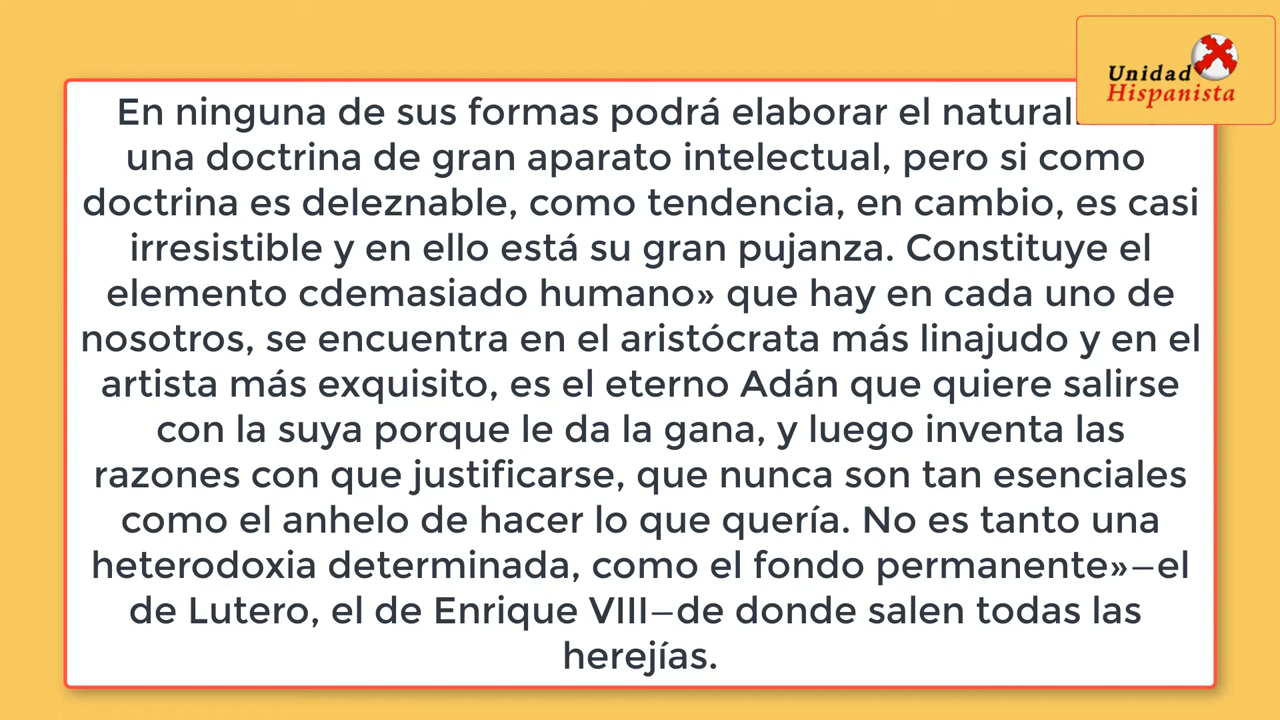 Unidad
Hispanista
En ninguna de sus formas podrá elaborar el
una doctrina de gran aparato intelectual, pero si como
doctrina es deleznable, como tendencia, en cambio, es casi
irresistible y en ello está su gran pujanza. Constituye el
elemento cdemasiado humano» que hay en cada uno de
nosotros, se encuentra en el aristócrata más linajudo y en el
artista más exquisito, es el eterno Adán que quiere salirse
con la suya porque le da la gana, y luego inventa las
razones con que justificarse, que nunca son tan esenciales
como el anhelo de hacer lo que quería. No es tanto una
heterodoxia determinada, como el fondo permanente»—el
de Lutero, el de Enrique VIII—de donde salen todas las
herejías.